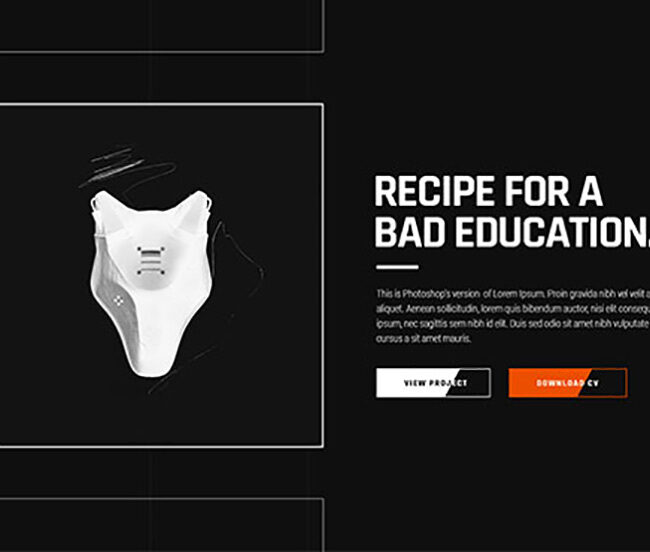 RECIPE FOR A
BAD EDUCATION.
This is Photoshop's version of Lorem Ipsum. Proin gravida nibh vel velit
aliquet. Aenean sollicitudin, lorem quis bibendum auctor, nisi elit consequ
ipsum, nec sagittis sem nibh id elit. Duis sed odio sit amet nibh vulputate
cursus a sit amet mauris.
VIEW PROJECT
DOWNLOAD CV